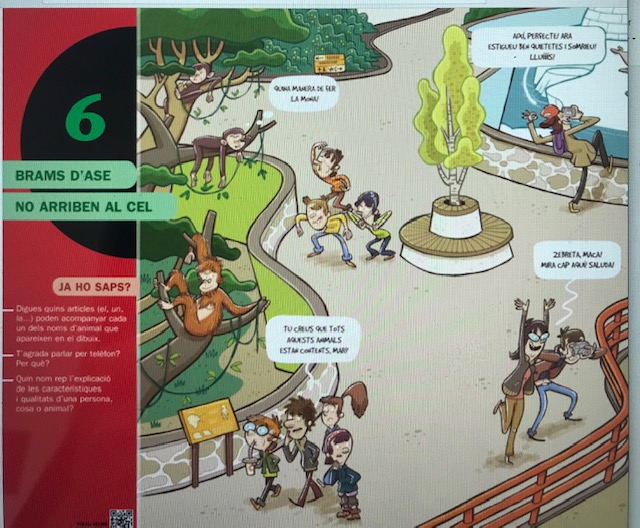 6
BRAMS D'ASE
NO ARRIBEN AL CEL
JA HO SAPS?
Digues quins articles (el, un,
la...) poden acompanyar cada
un dels noms d'animal que
apareixen en el dibuix.
T'agrada parlar per telèfon?
Per què?
Quin nom rep l'explicació
de les característiques
i qualitats d'una persona,
cosa o animal?
QUINA MANERA DE FER
LA MONA!
AIXÍ, PERFECTE! ARA
ESTIGUEU BEN QUIETETES I SOMRIEU!
LLUÍÍÍS!
ZEBRETA, MACA!
MIRA CAP AQUÍ! SALUDA!
TU CREUS QUE TOTS
AQUESTS ANIMALS
ESTAN CONTENTS, MARI?